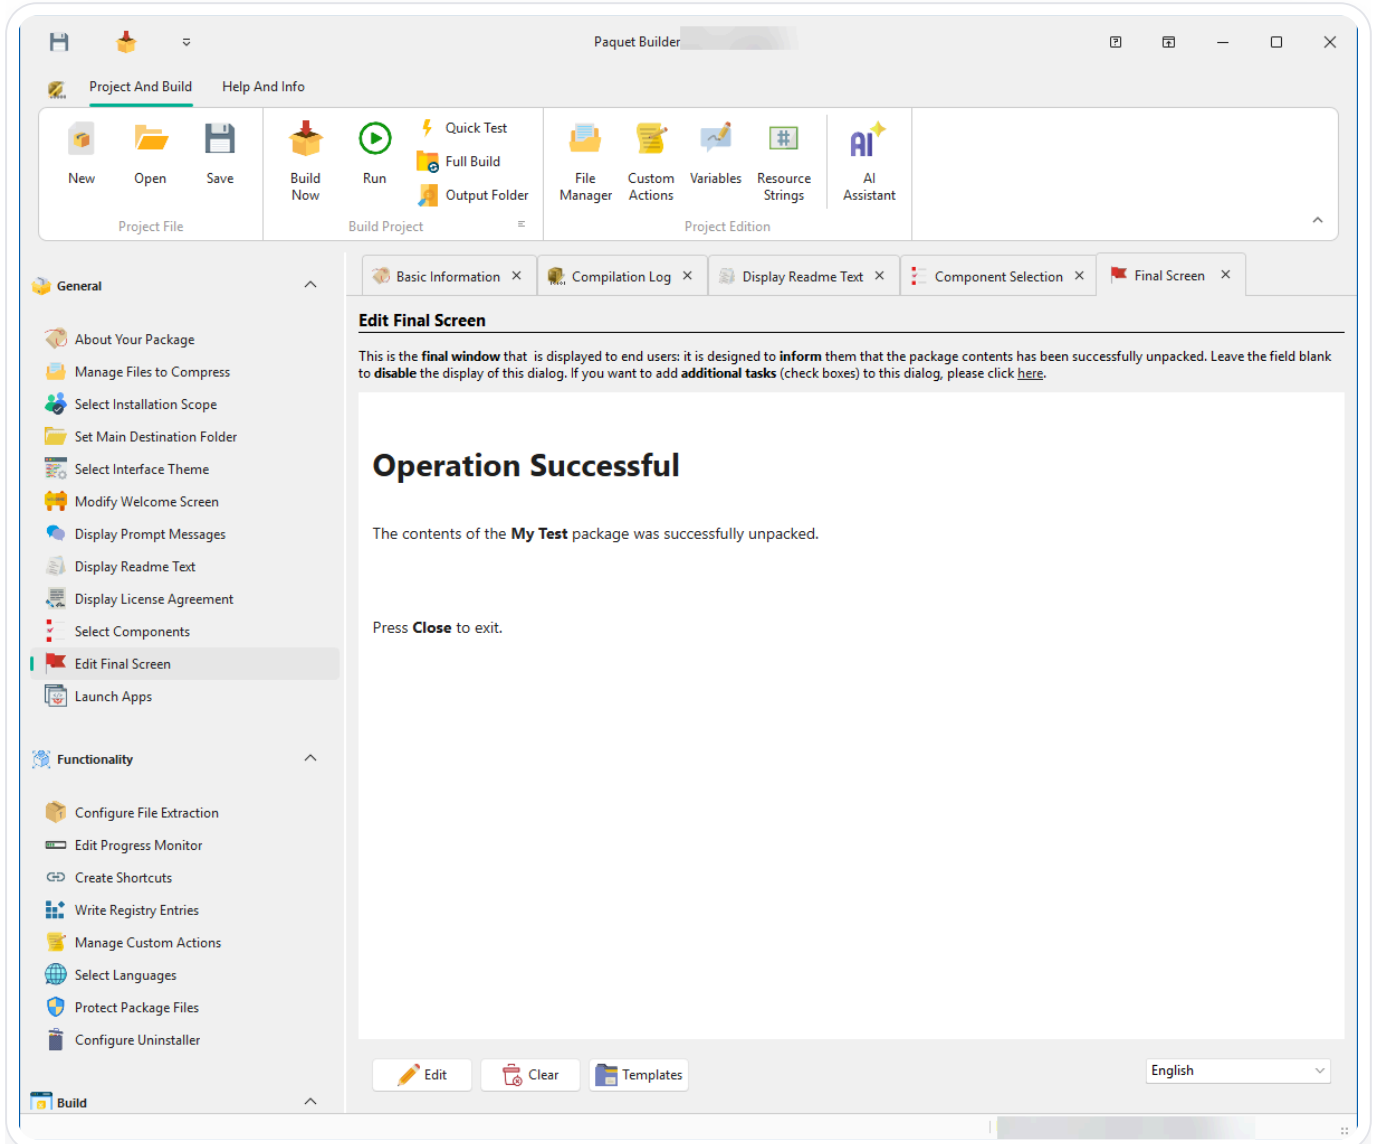 Paquet Builder
Project And Build
Help And Info
New
Open
Save
Build Now
Run
Quick Test
Full Build
Output Folder
File Manager
Custom Actions
Variables
Resource Strings
AI Assistant
Project File
Build Project
Project Edition
General
About Your Package
Manage Files to Compress
Select Installation Scope
Set Main Destination Folder
Select Interface Theme
Modify Welcome Screen
Display Prompt Messages
Display Readme Text
Display License Agreement
Select Components
Edit Final Screen
Launch Apps
Functionality
Configure File Extraction
Edit Progress Monitor
Create Shortcuts
Write Registry Entries
Manage Custom Actions
Select Languages
Protect Package Files
Configure Uninstaller
Build
Basic Information
Compilation Log
Display Readme Text
Component Selection
Final Screen
Edit Final Screen
This is the final window that is displayed to end users: it is designed to inform them that the package contents has been successfully unpacked. Leave the field blank
to disable the display of this dialog. If you want to add additional tasks (check boxes) to this dialog, please click here.
Operation Successful
The contents of the My Test package was successfully unpacked.
Press Close to exit.
Edit
Clear
Templates
English